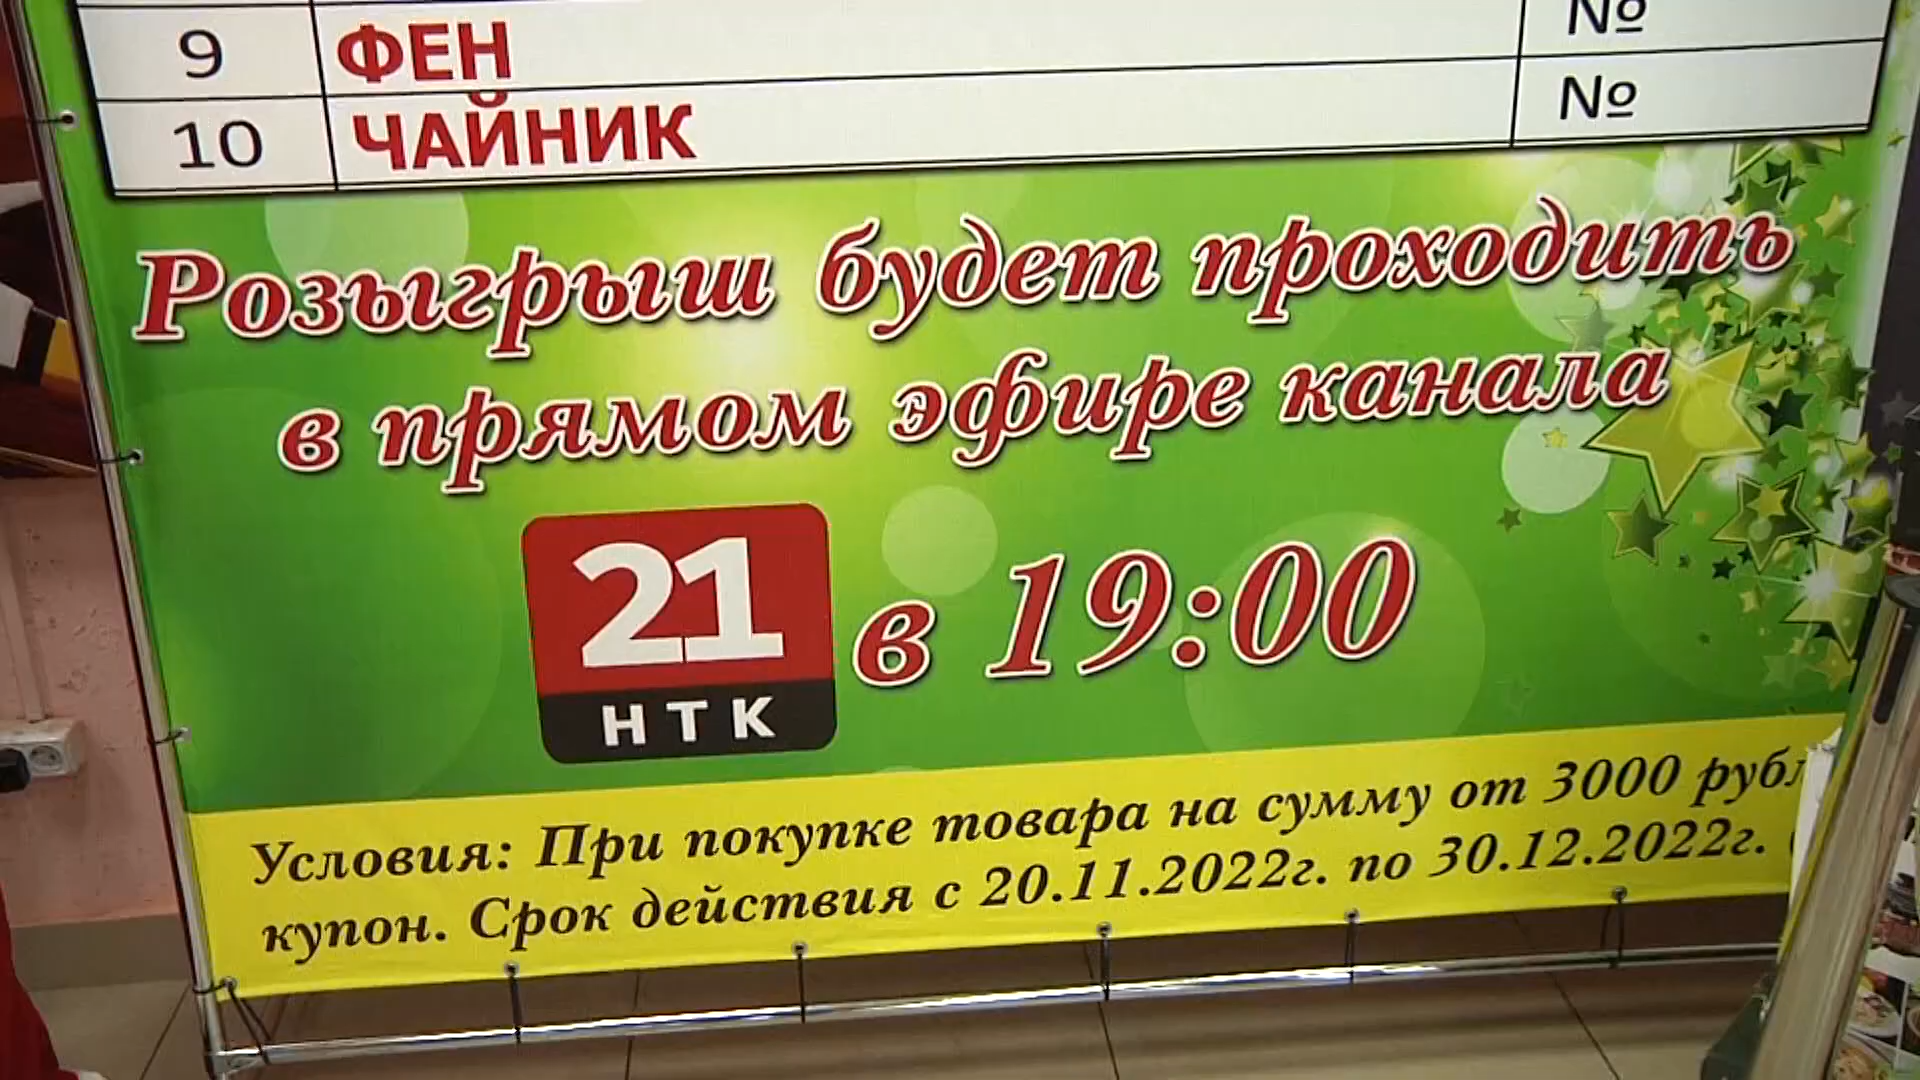 №
9 ФЕН
10 ЧАЙНИК №
Розыгрыш будет проходить
в прямом эфире канала
21 НТК в 19:00
Условия: При покупке товара на сумму от 3000
купон. Срок действия с 20.11.2022г. по 30.12.2022г.